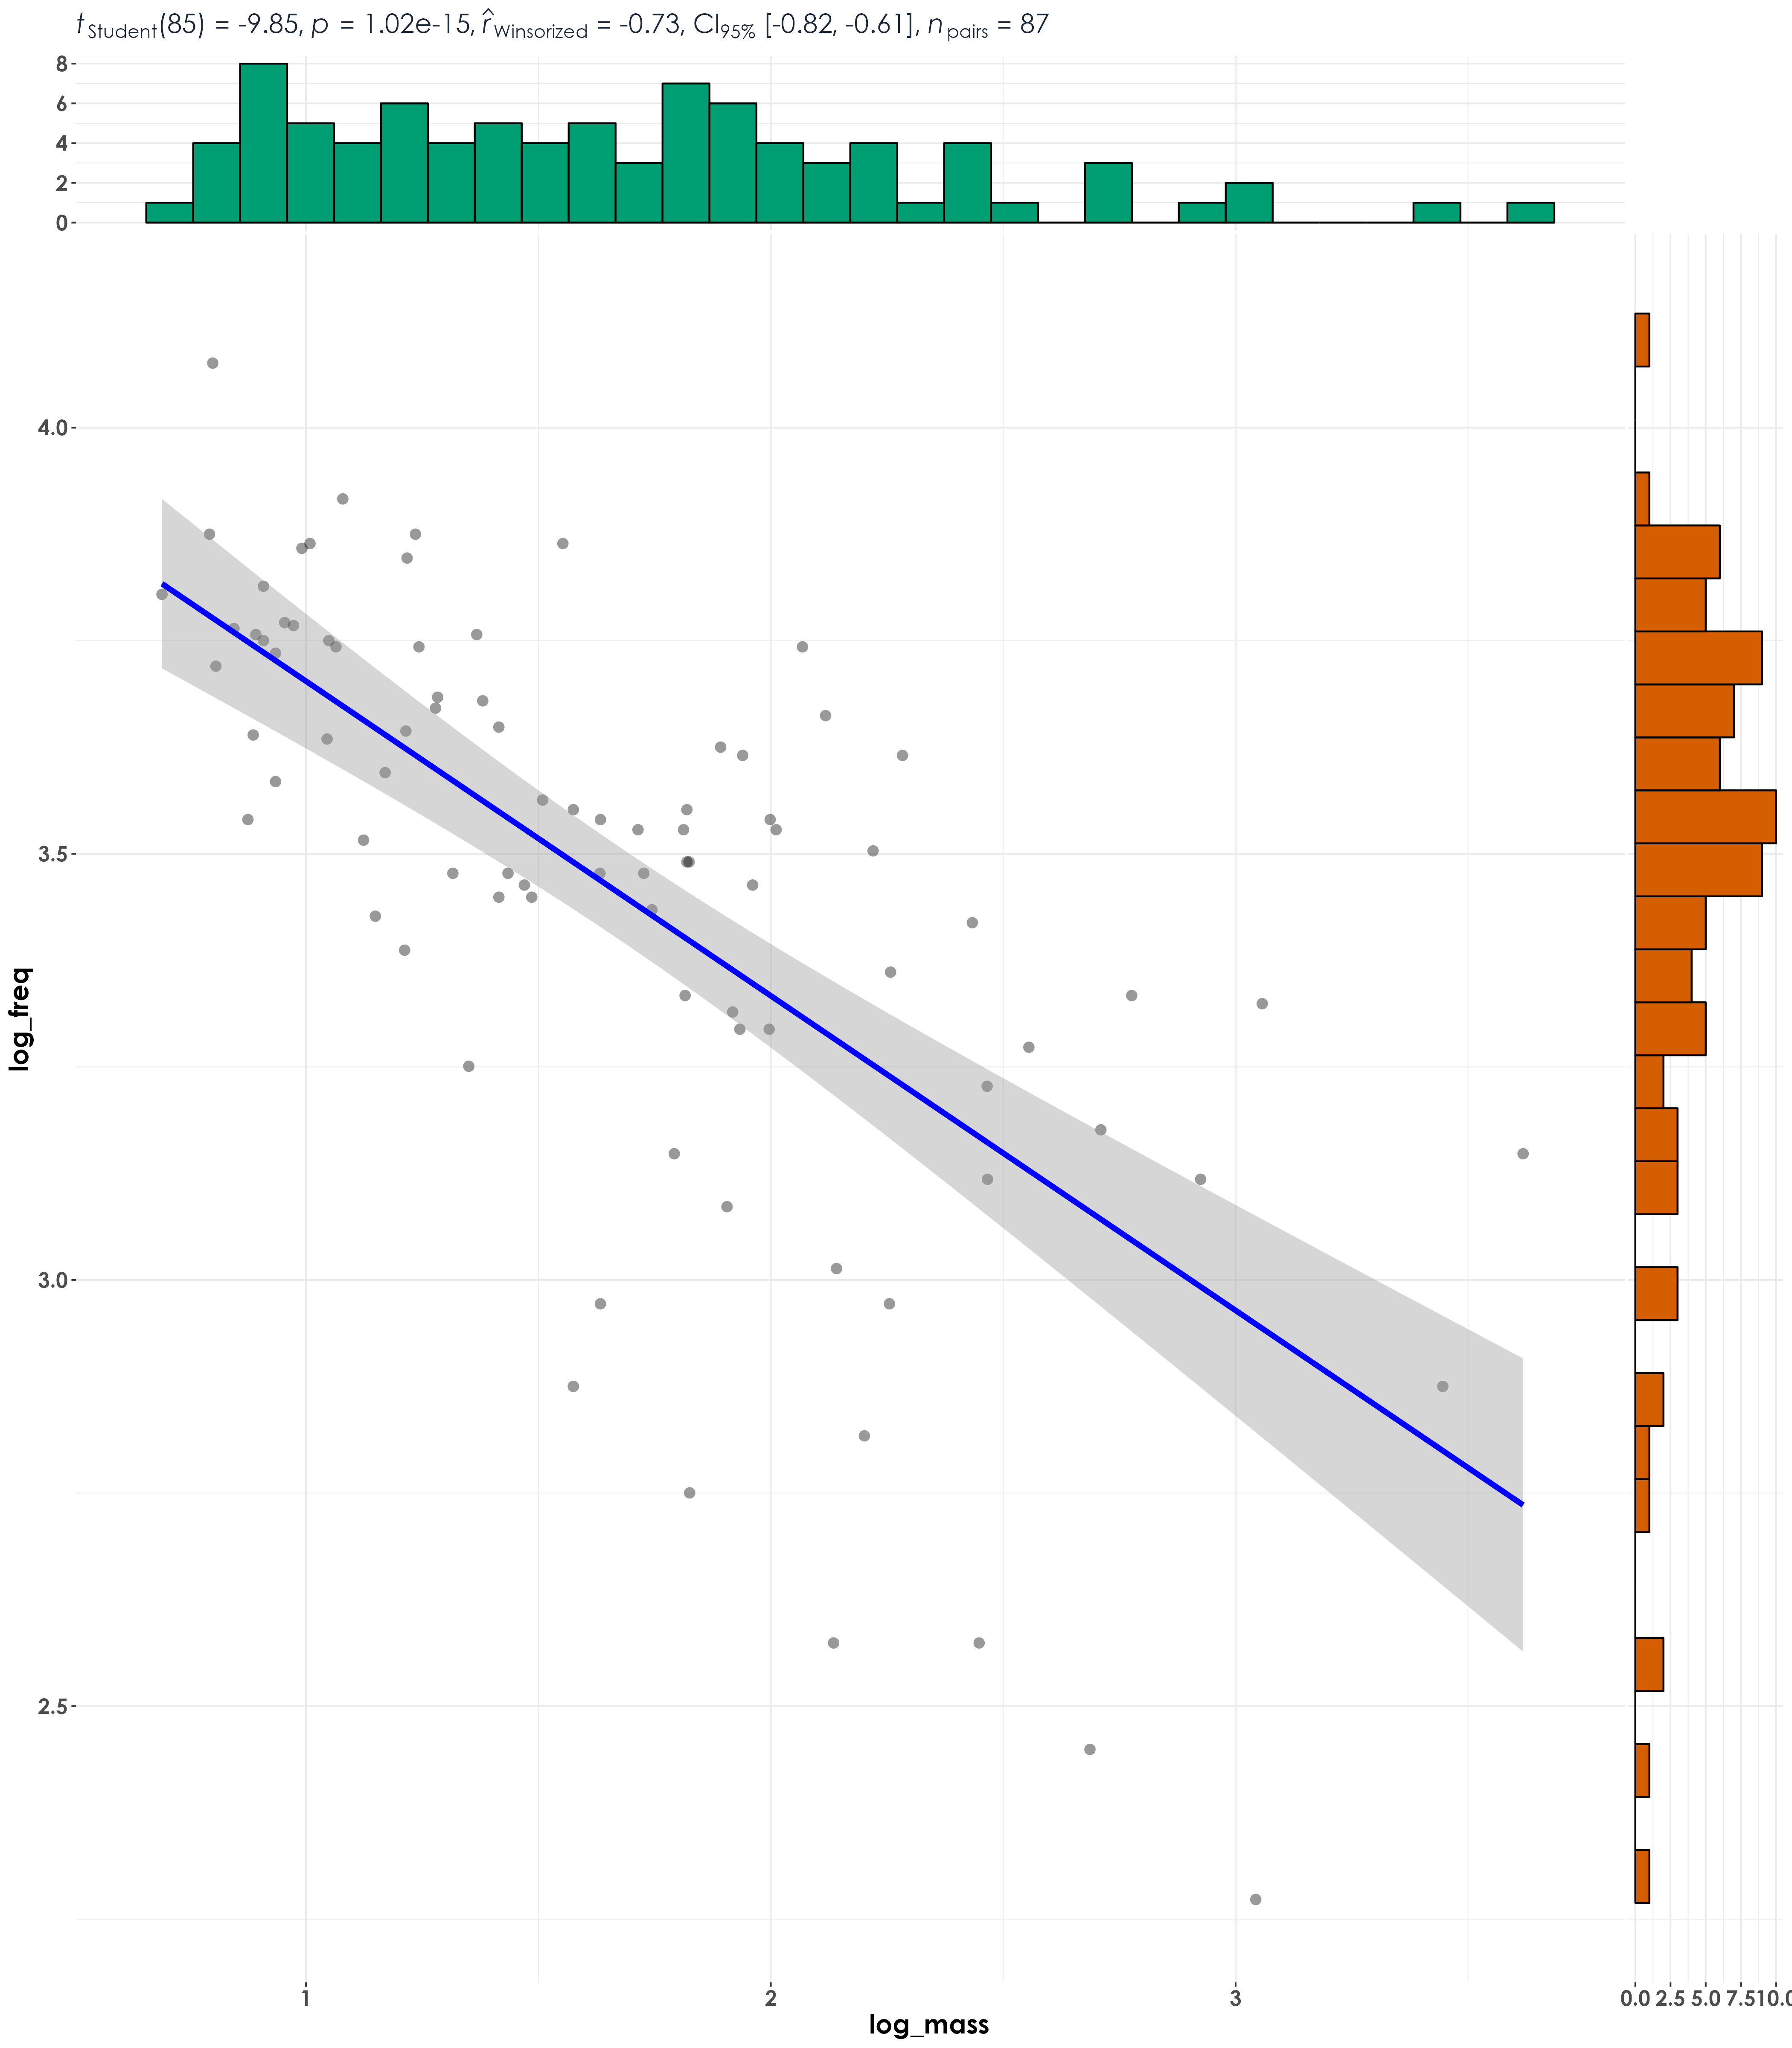 t Student(85) = -9.85, p = 1.02e-15, r̂ Winsorized = -0.73, CI95% [-0.82, -0.61], n pairs = 87
8
6
4
2
0
4.0
3.5
3.0
2.5
log_freq
1 2 3
0.0 2.5 5.0 7.5 10.0
log_mass